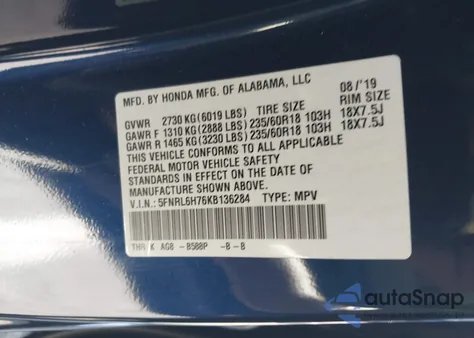 MFD. BY HONDA MFG. OF ALABAMA, LLC 08/'19
GVWR 2730 KG(6019 LBS) TIRE SIZE RIM SIZE
GAWR F 1310 KG(2888 LBS)235/60R18 103H 18X7.5J
GAWR R 1465 KG(3230 LBS)235/60R18 103H 18X7.5J
THIS VEHICLE CONFORMS TO ALL APPLICABLE
FEDERAL MOTOR VEHICLE SAFETY
STANDARDS IN EFFECT ON THE DATE OF
MANUFACTURE SHOWN ABOVE.
V.I.N.:5FNRL6H76KB136284 TYPE: MPV
K AG8 -B588P -B-B
autoSnap